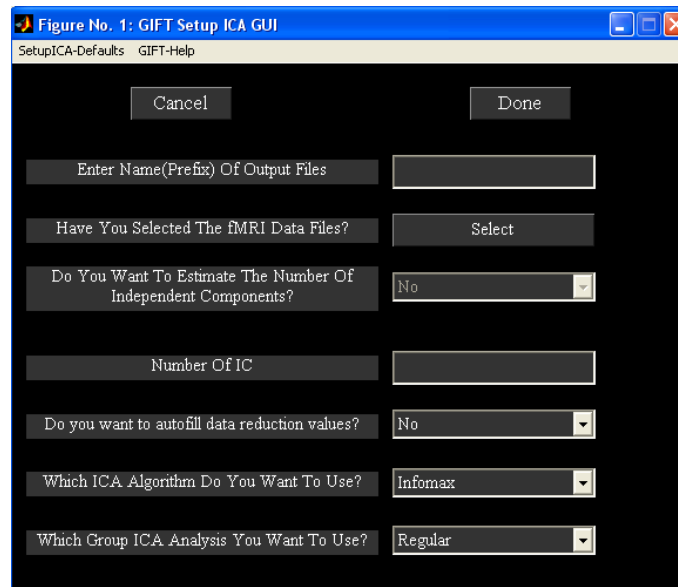 Figure No. 1: GIFT Setup ICA GUI
SetupICA-Defaults GIFT-Help
Cancel Done
Enter Name(Prefix) Of Output Files
Have You Selected The fMRI Data Files? Select
Do You Want To Estimate The Number Of
Independent Components? No
Number Of IC
Do you want to autofill data reduction values? No
Which ICA Algorithm Do You Want To Use? Infomax
Which Group ICA Analysis You Want To Use? Regular